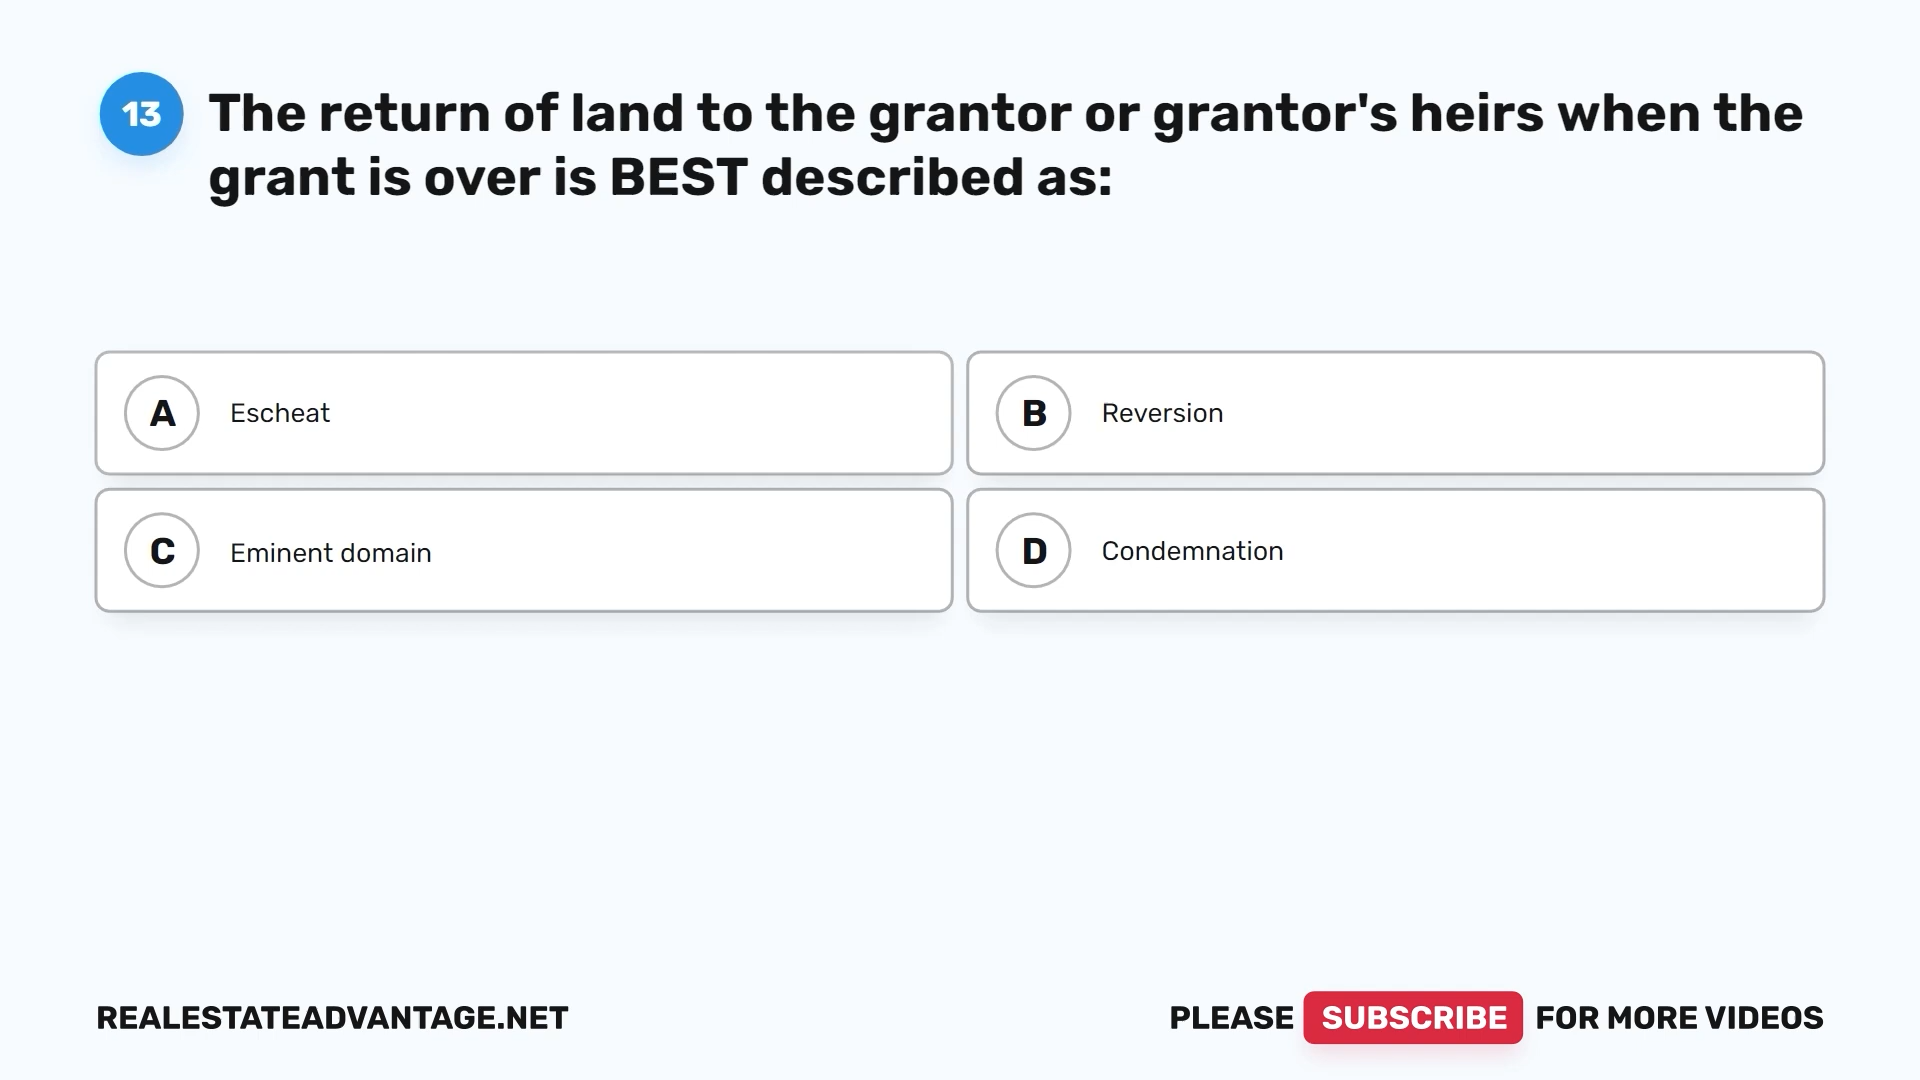 13
The return of land to the grantor or grantor's heirs when the
grant is over is BEST described as:
A Escheat
B Reversion
C Eminent domain
D Condemnation
REALESTATEADVANTAGE.NET
PLEASE SUBSCRIBE FOR MORE VIDEOS